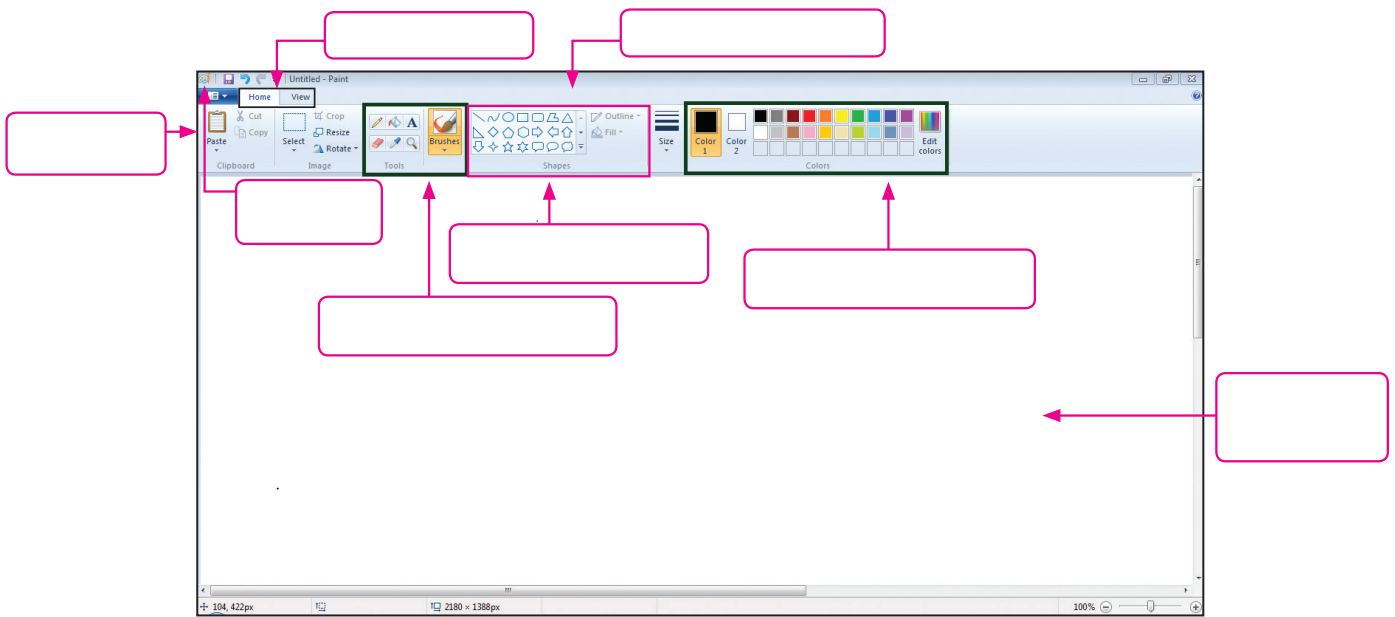 Untitled - Paint
Home View
Cut
Copy
Paste
Clipboard
Select
Crop
Resize
Rotate
Image
A
Tools
Brushes
Outline
Fill
Shapes
Size
Color 1
Color 2
Edit colors
Colors
104, 422px
2180 × 1388px
100%